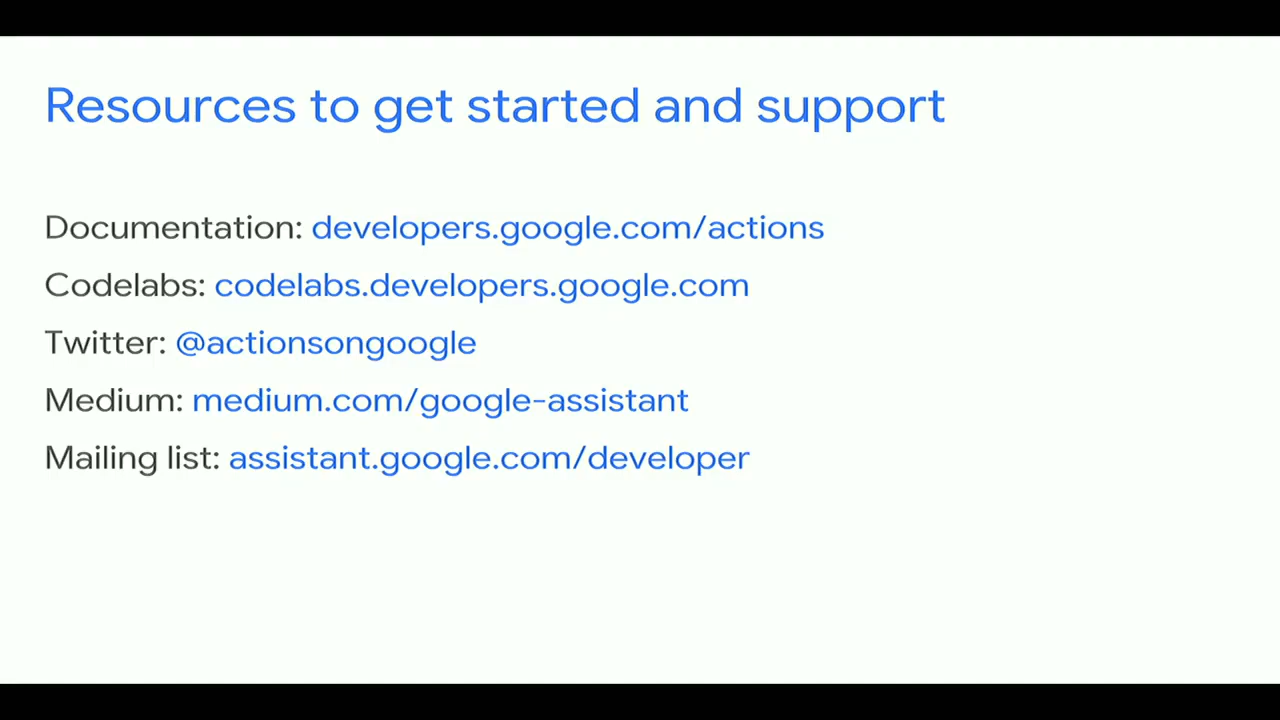 Resources to get started and support
Documentation: developers.google.com/actions
Codelabs: codelabs.developers.google.com
Twitter: @actionsongoogle
Medium: medium.com/google-assistant
Mailing list: assistant.google.com/developer